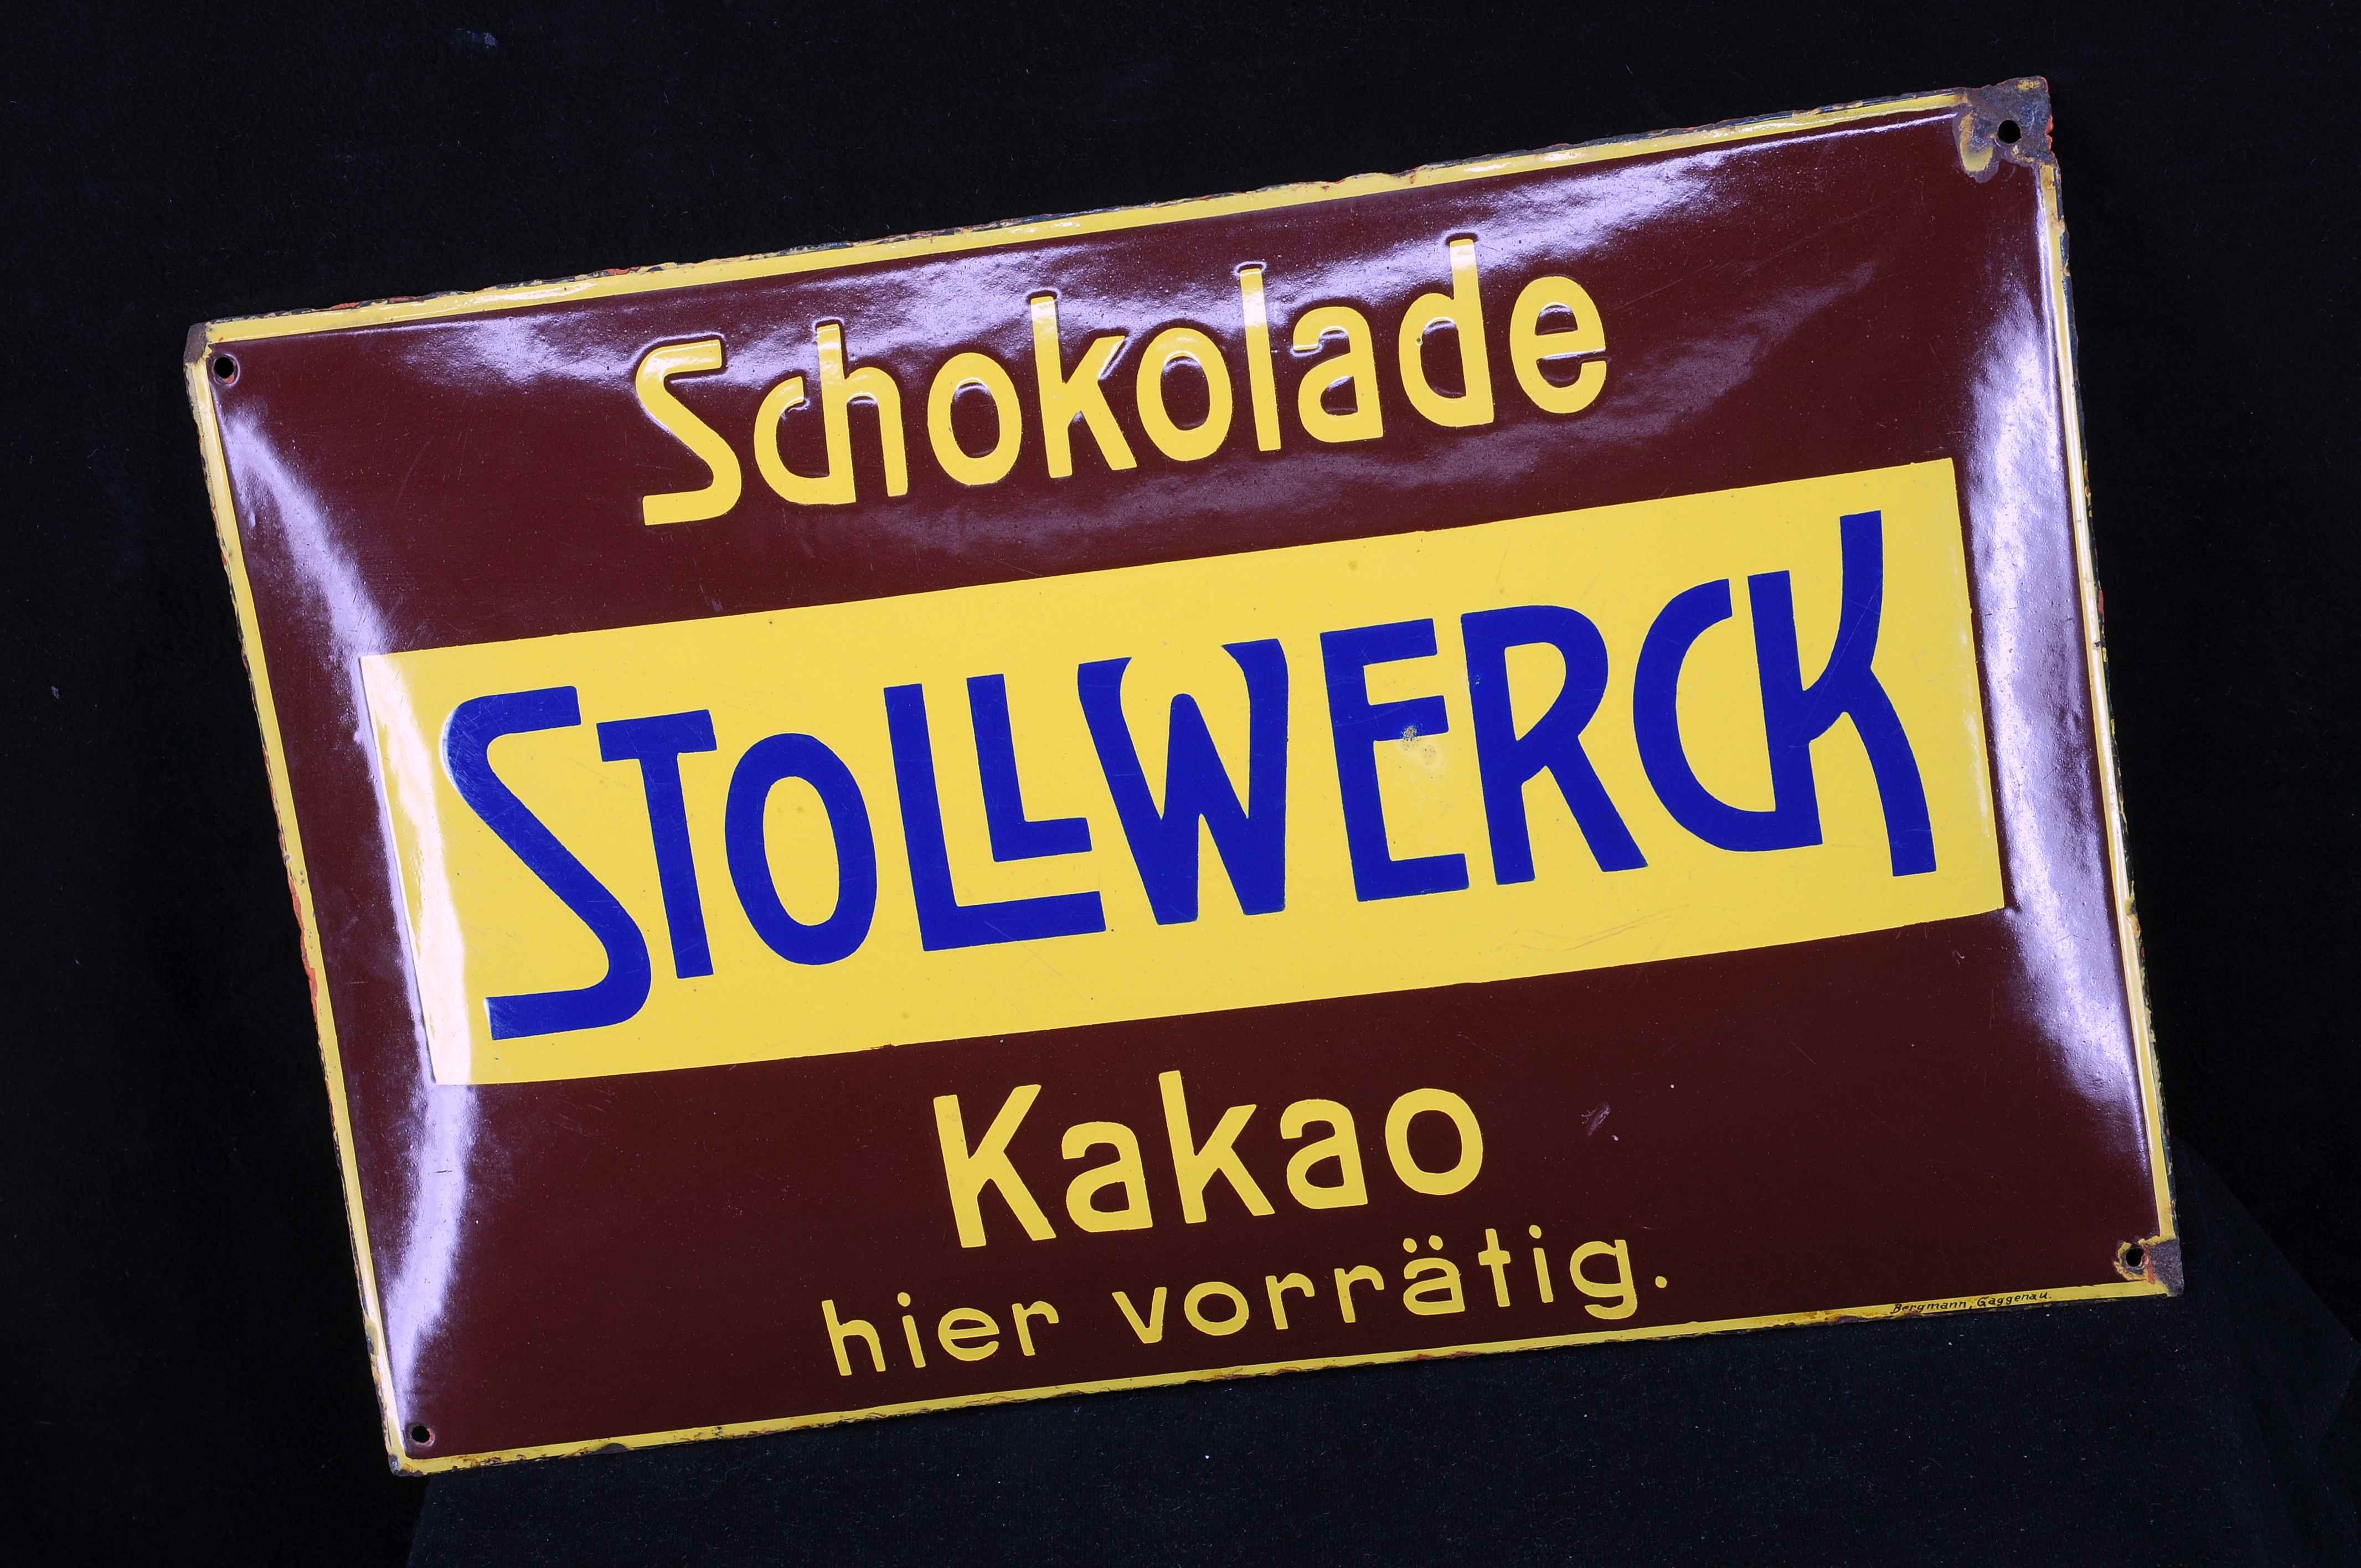 Schokolade
STOLLWERCK
Kakao
hier vorrätig.
Bergmann, Gaggenau.